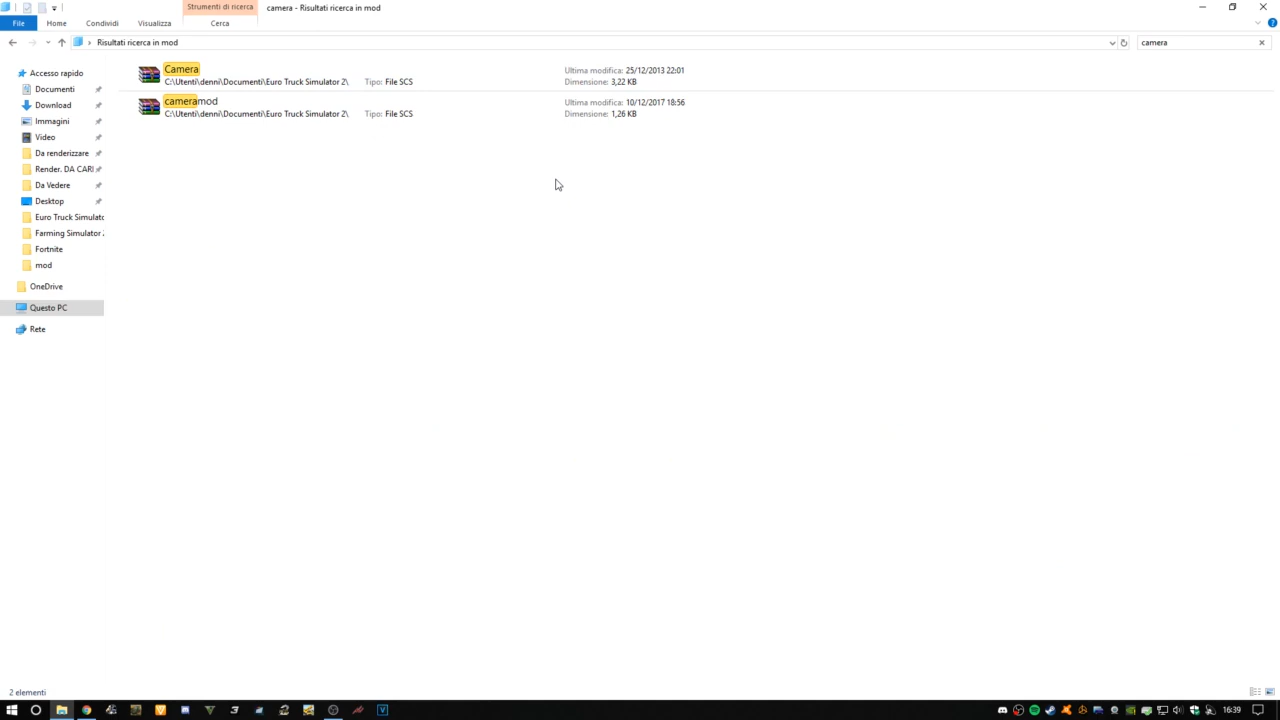 Strumenti di ricerca
camera - Risultati ricerca in mod
File
Home
Condividi
Visualizza
Cerca
Risultati ricerca in mod
camera
Accesso rapido
Documenti
Download
Immagini
Video
Da renderizzare
Render. DA CARI
Da Vedere
Desktop
Euro Truck Simulato
Farming Simulator 2
Fortnite
mod
OneDrive
Questo PC
Rete
Camera
C:\Utenti\denni\Documenti\Euro Truck Simulator 2\
Tipo: File SCS
Ultima modifica: 25/12/2013 22:01
Dimensione: 3,22 KB
cameramod
C:\Utenti\denni\Documenti\Euro Truck Simulator 2\
Tipo: File SCS
Ultima modifica: 10/12/2017 18:56
Dimensione: 1,26 KB
2 elementi
16:39